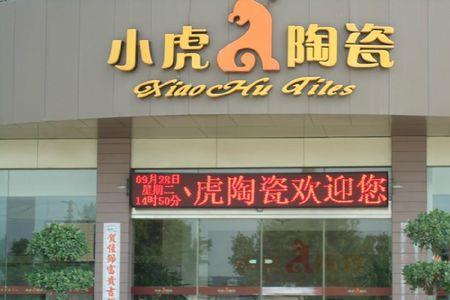 小虎陶瓷
XiaoHu Tiles
09月28日
星期二
14时50分
小虎陶瓷欢迎您